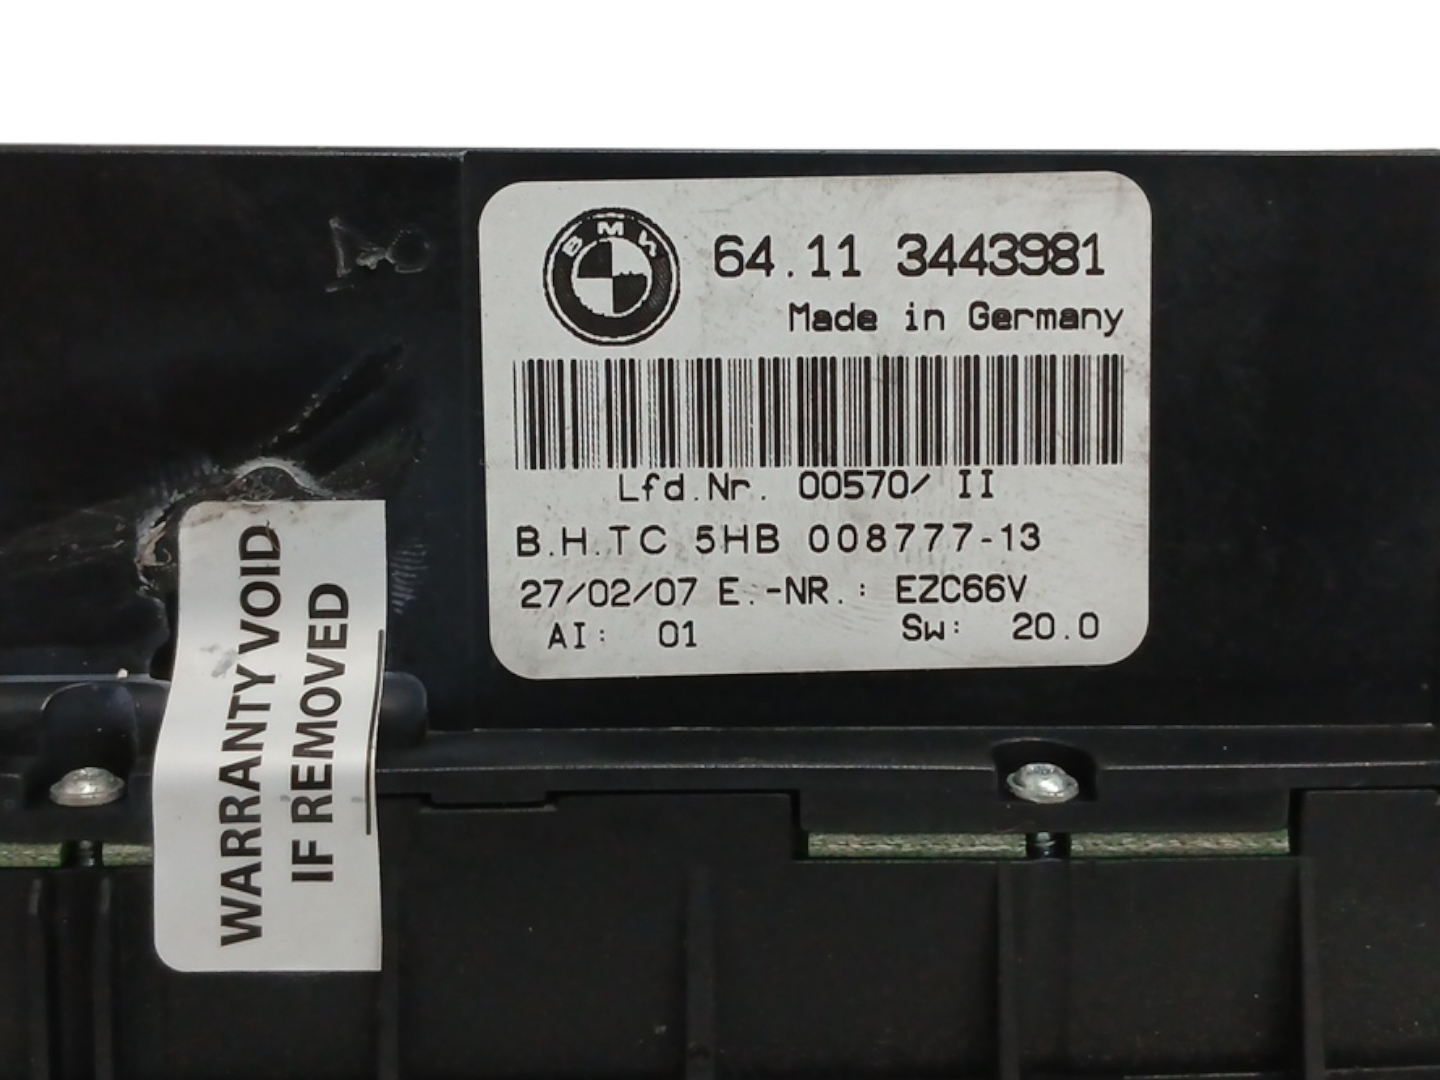 BMW
64.11 3443981
Made in Germany
Lfd.Nr. 00570/ II
B.H.TC 5HB 008777-13
27/02/07 E.-NR.: EZC66V
AI: 01 Sw: 20.0
WARRANTY VOID
IF REMOVED